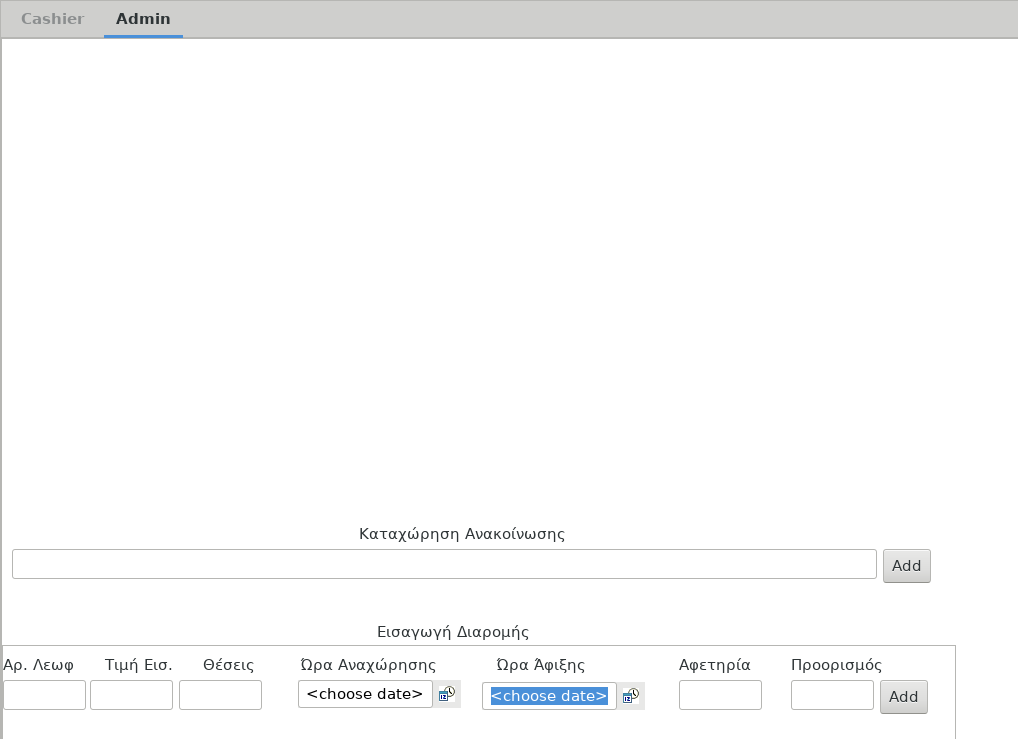 Cashier Admin
Καταχώρηση Ανακοίνωσης
Add
Εισαγωγή Διαρομής
Αρ. Λεωφ Τιμή Εισ. Θέσεις Ώρα Αναχώρησης Ώρα Άφιξης Αφετηρία Προορισμός
<choose date> <choose date> Add